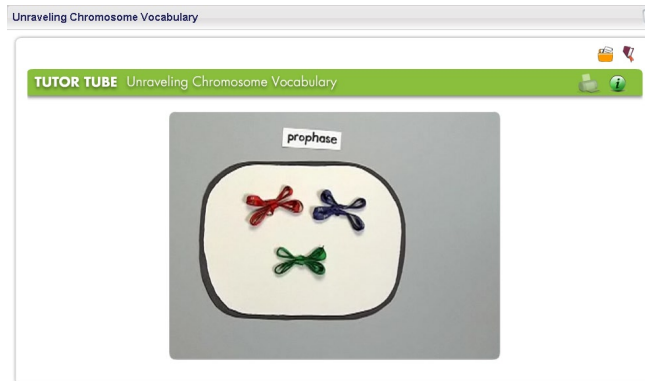 Unraveling Chromosome Vocabulary
TUTOR TUBE Unraveling Chromosome Vocabulary
i
prophase